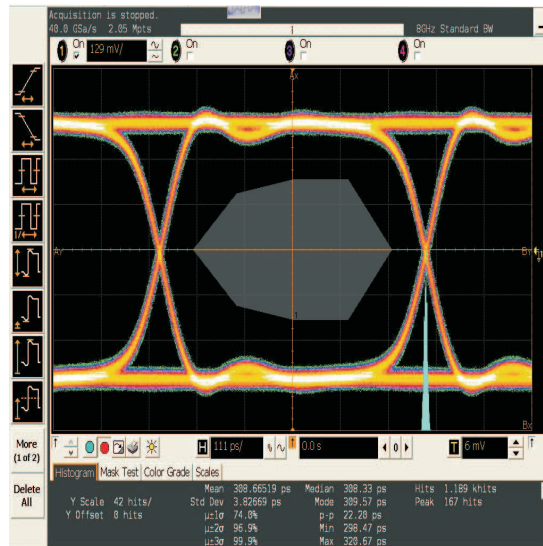 Acquisition is stopped.
40.0 GSa/s 2.05 Mpts
1
8GHz Standard BW
1 On 129 mV/ 2 On 3 On 4 On
Ax
Ay
By
1
Bx
More
(1 of 2)
Delete
All
H 111 ps/ 0.0 s 0 T 6 mV
Histogram Mask Test Color Grade Scales
Mean 308.66519 ps Median 308.33 ps Hits 1.189 khits
Y Scale 42 hits/ Std Dev 3.82669 ps Mode 309.57 ps Peak 167 hits
Y Offset 0 hits μ±1σ 74.0% p-p 22.20 ps
μ±2σ 96.9% Min 298.47 ps
μ±3σ 99.9% Max 320.67 ps